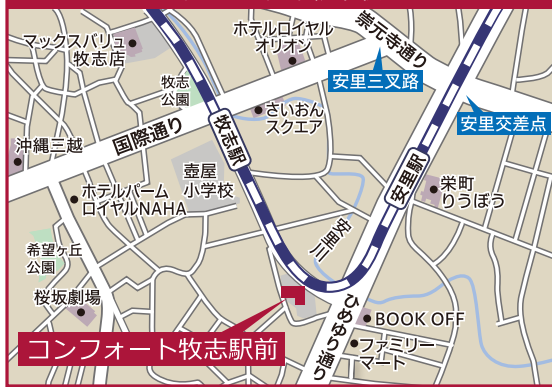 マックスバリュ
牧志店
ホテルロイヤル
オリオン
崇元寺通り
安里三叉路
牧志
公園
さいおん
スクエア
安里交差点
国際通り
牧志駅
沖縄三越
壺屋
小学校
安里駅
栄町
りうぼう
ホテルパーム
ロイヤルNAHA
安里川
希望ヶ丘
公園
桜坂劇場
ひめゆり通り
BOOK OFF
ファミリー
マート
コンフォート牧志駅前